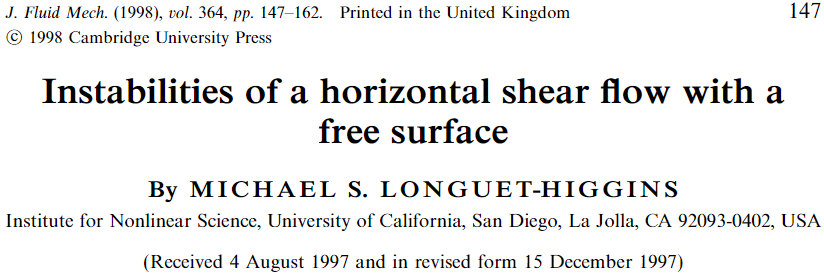 J. Fluid Mech. (1998), vol. 364, pp. 147–162. Printed in the United Kingdom 147
© 1998 Cambridge University Press
Instabilities of a horizontal shear flow with a
free surface
By MICHAEL S. LONGUET-HIGGINS
Institute for Nonlinear Science, University of California, San Diego, La Jolla, CA 92093-0402, USA
(Received 4 August 1997 and in revised form 15 December 1997)